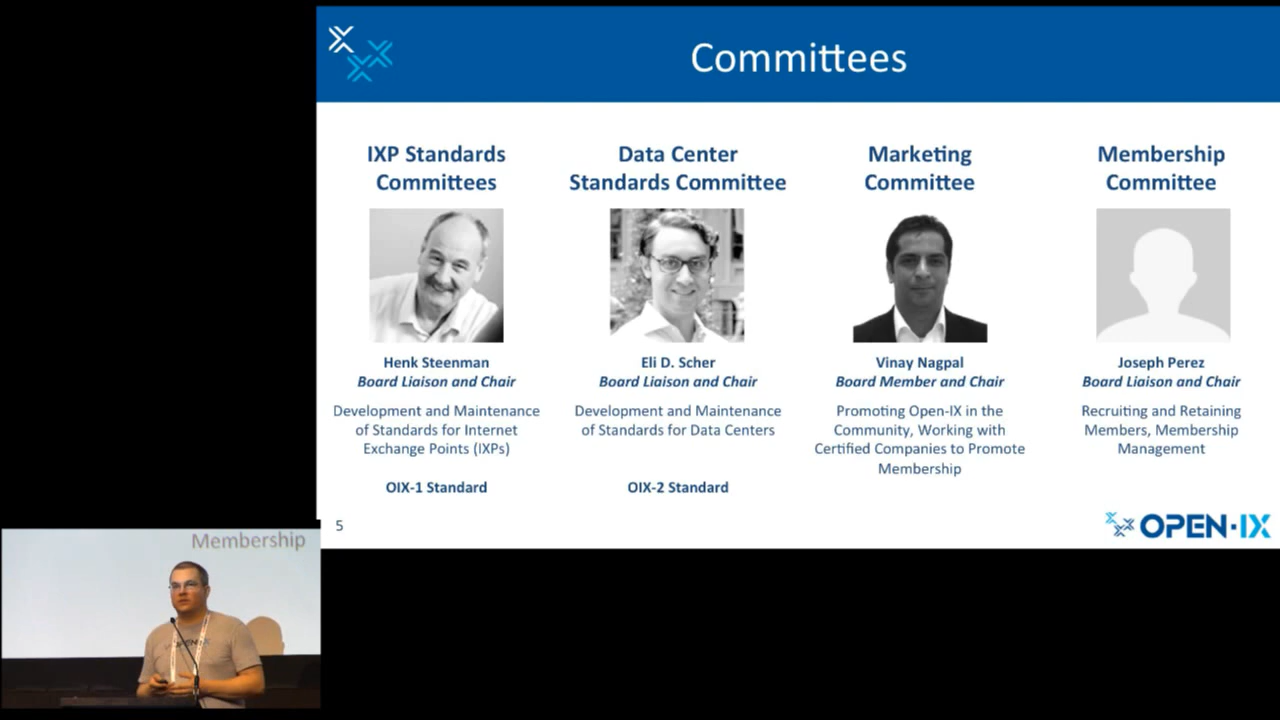 Committees
IXP Standards
Committees
Henk Steenman
Board Liaison and Chair
Development and Maintenance
of Standards for Internet
Exchange Points (IXPs)
OIX-1 Standard
Data Center
Standards Committee
Eli D. Scher
Board Liaison and Chair
Development and Maintenance
of Standards for Data Centers
OIX-2 Standard
Marketing
Committee
Vinay Nagpal
Board Member and Chair
Promoting Open-IX in the
Community, Working with
Certified Companies to Promote
Membership
Membership
Committee
Joseph Perez
Board Liaison and Chair
Recruiting and Retaining
Members, Membership
Management
5
OPEN·IX
Membership